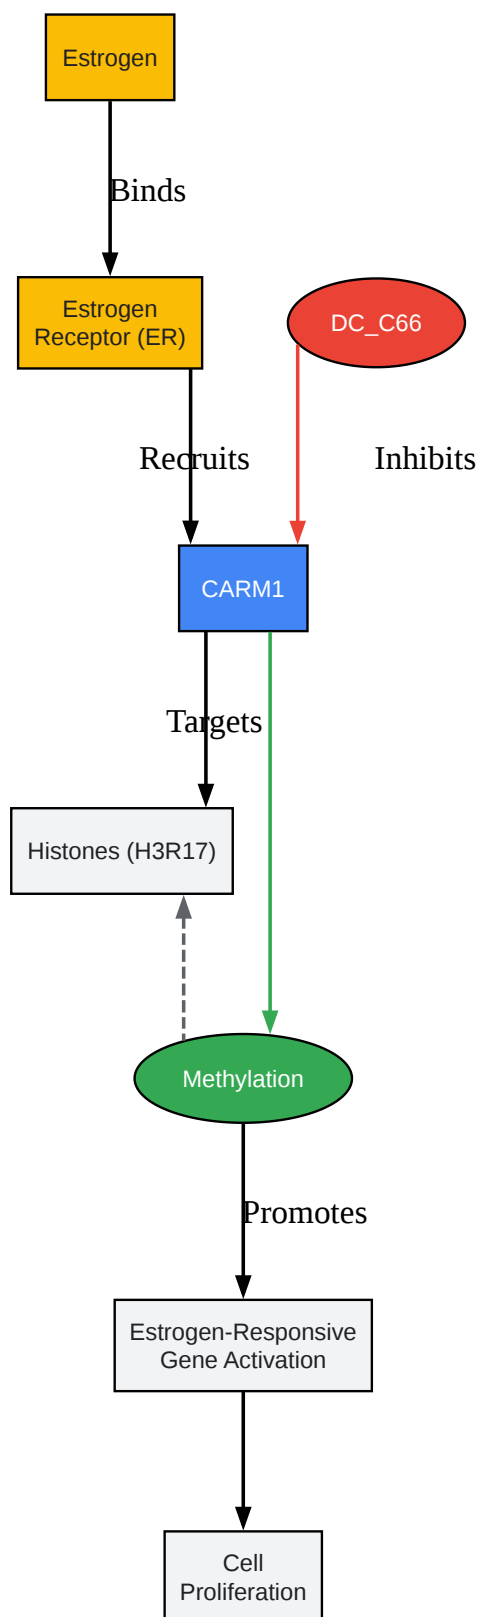 Estrogen
Binds
Estrogen
Receptor (ER)
DC_C66
Recruits
Inhibits
CARM1
Targets
Histones (H3R17)
Methylation
Promotes
Estrogen-Responsive
Gene Activation
Cell
Proliferation